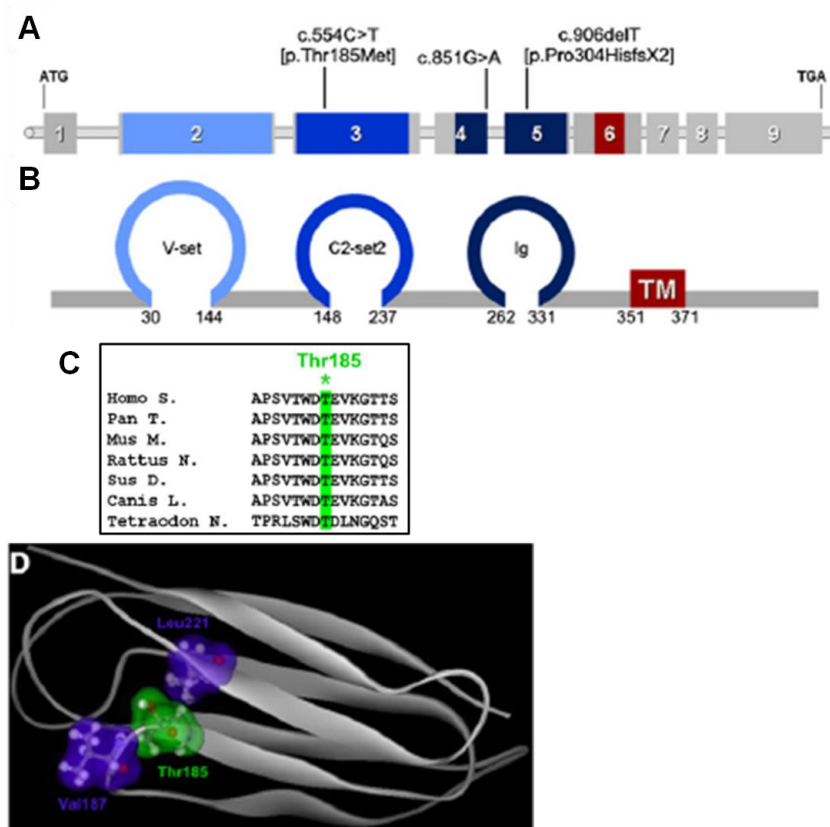 A
c.554C>T
[p.Thr185Met]
c.851G>A
c.906delT
[p.Pro304HisfsX2]
ATG
TGA
1 2 3 4 5 6 7 8 9
B
V-set
C2-set2
Ig
TM
30 144 148 237 262 331 351 371
C
Thr185
*
Homo S. APSVTWDTEVKGTTS
Pan T. APSVTWDTEVKGTTS
Mus M. APSVTWDTEVKGTQS
Rattus N. APSVTWDTEVKGTQS
Sus D. APSVTWDTEVKGTTS
Canis L. APSVTWDTEVKGTAS
Tetraodon N. TPRLSWDTDLNGQST
D
Leu221
Thr185
Val187